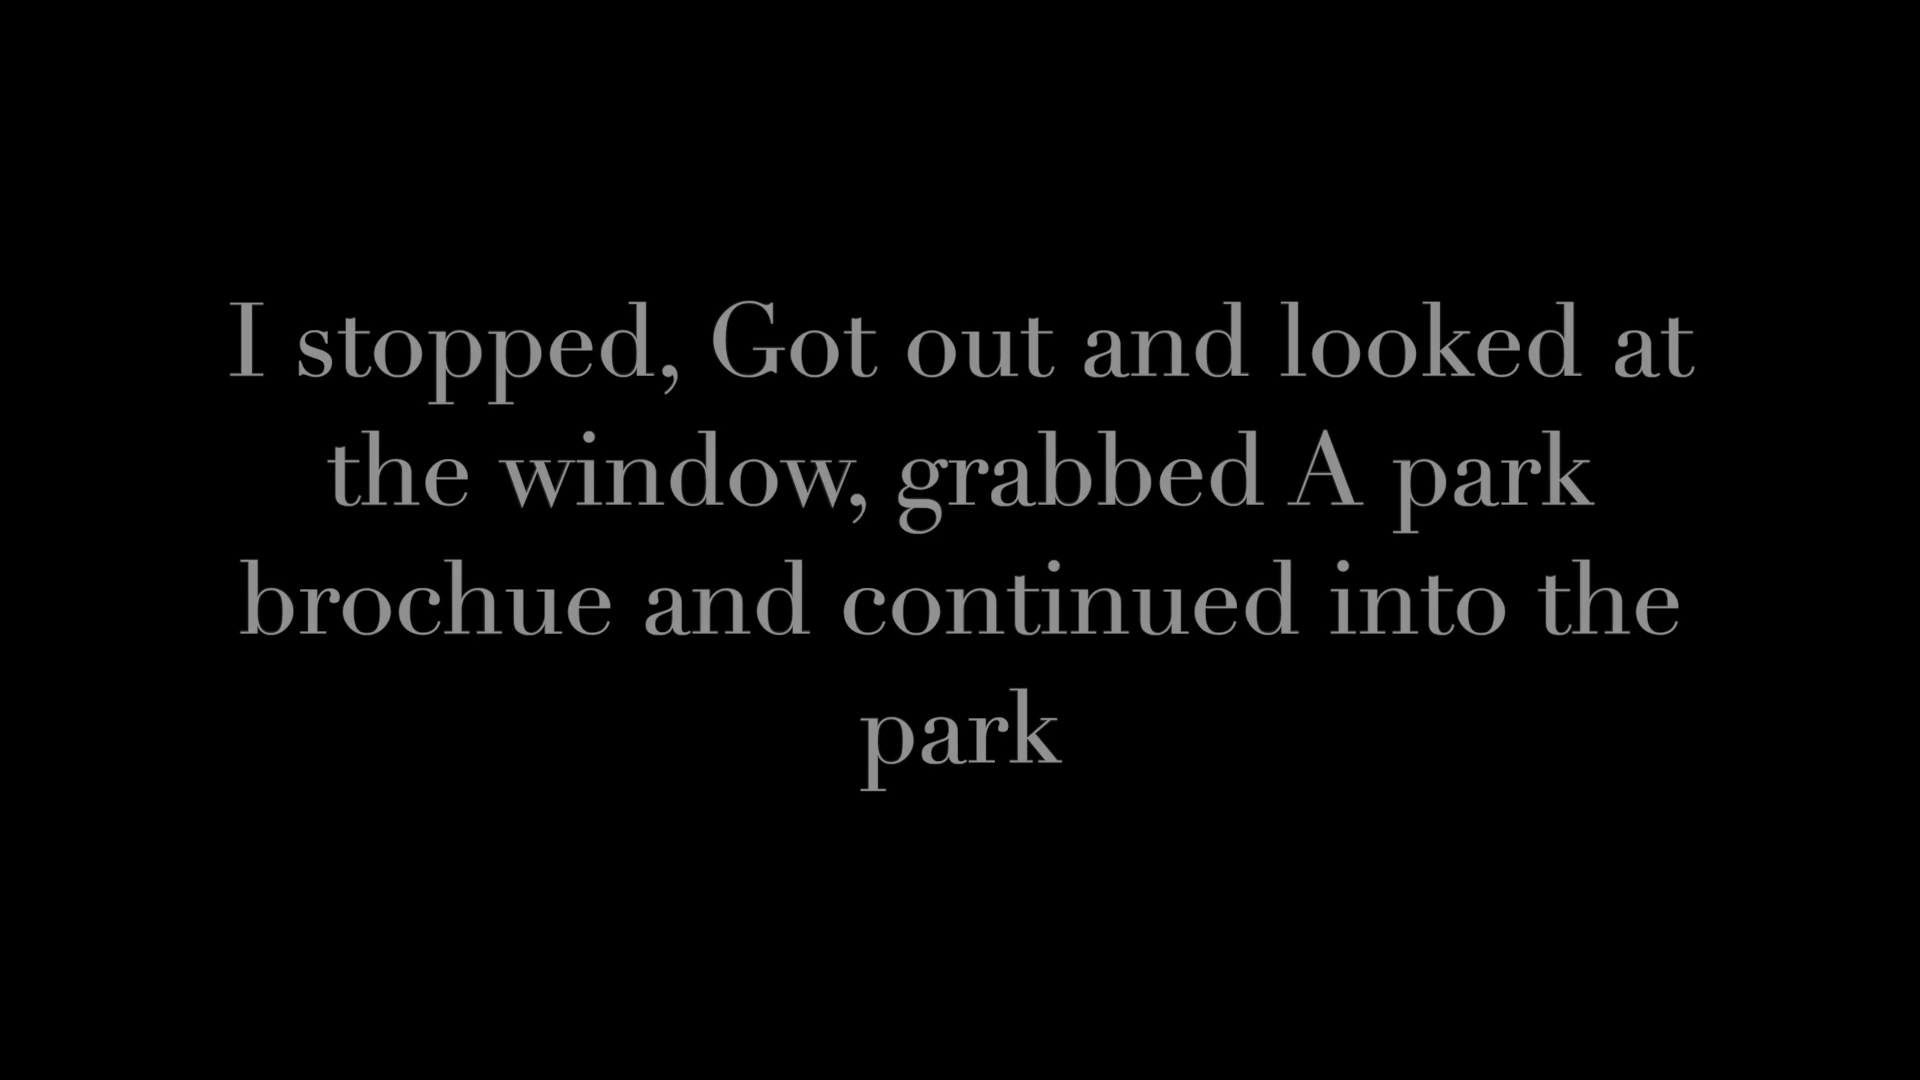 I stopped, Got out and looked at
the window, grabbed A park
brochue and continued into the
park